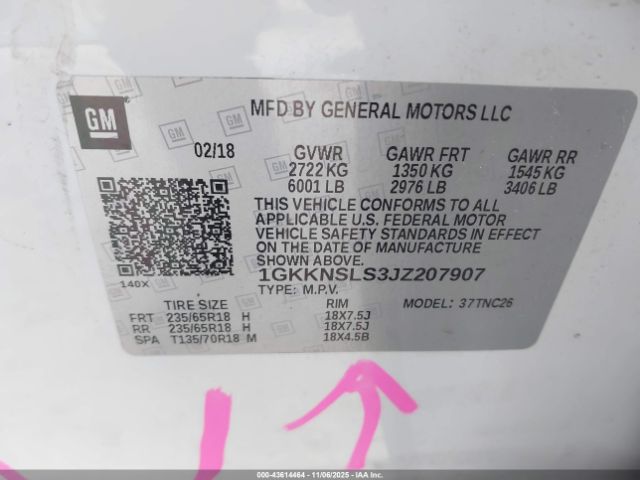 GM
MFD BY GENERAL MOTORS LLC
02/18 GVWR GAWR FRT GAWR RR
2722 KG 1350 KG 1545 KG
6001 LB 2976 LB 3406 LB
THIS VEHICLE CONFORMS TO ALL
APPLICABLE U.S. FEDERAL MOTOR
VEHICLE SAFETY STANDARDS IN EFFECT
ON THE DATE OF MANUFACTURE
SHOWN ABOVE.
1GKKNSLS3JZ207907
140X TYPE: M.P.V. MODEL: 37TNC26
TIRE SIZE RIM
FRT 235/65R18 H 18X7.5J
RR 235/65R18 H 18X7.5J
SPA T135/70R18 M 18X4.5B
000-43614464 - 11/06/2025 - www.iaai.com